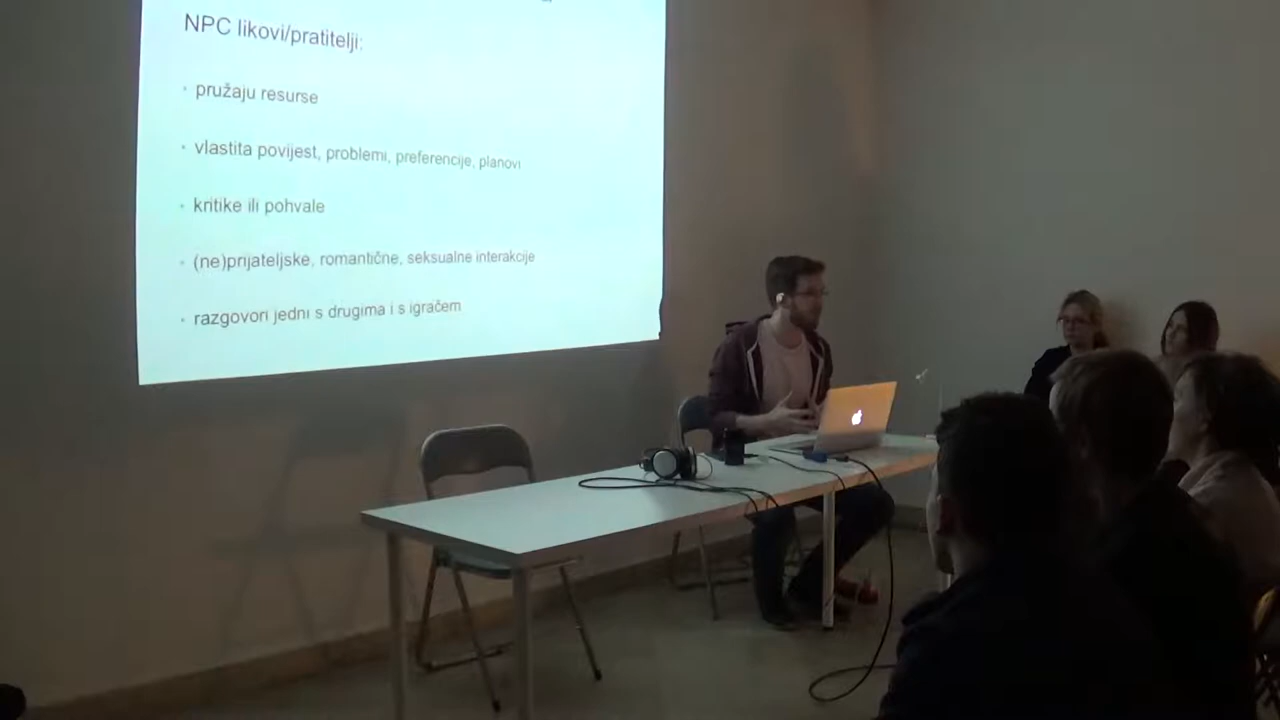 NPC likovi/pratitelji:
• pružaju resurse
• vlastita povijest, problemi, preferencije, planovi
• kritike ili pohvale
• (ne)prijateljske, romantične, seksualne interakcije
• razgovori jedni s drugima i s igračem